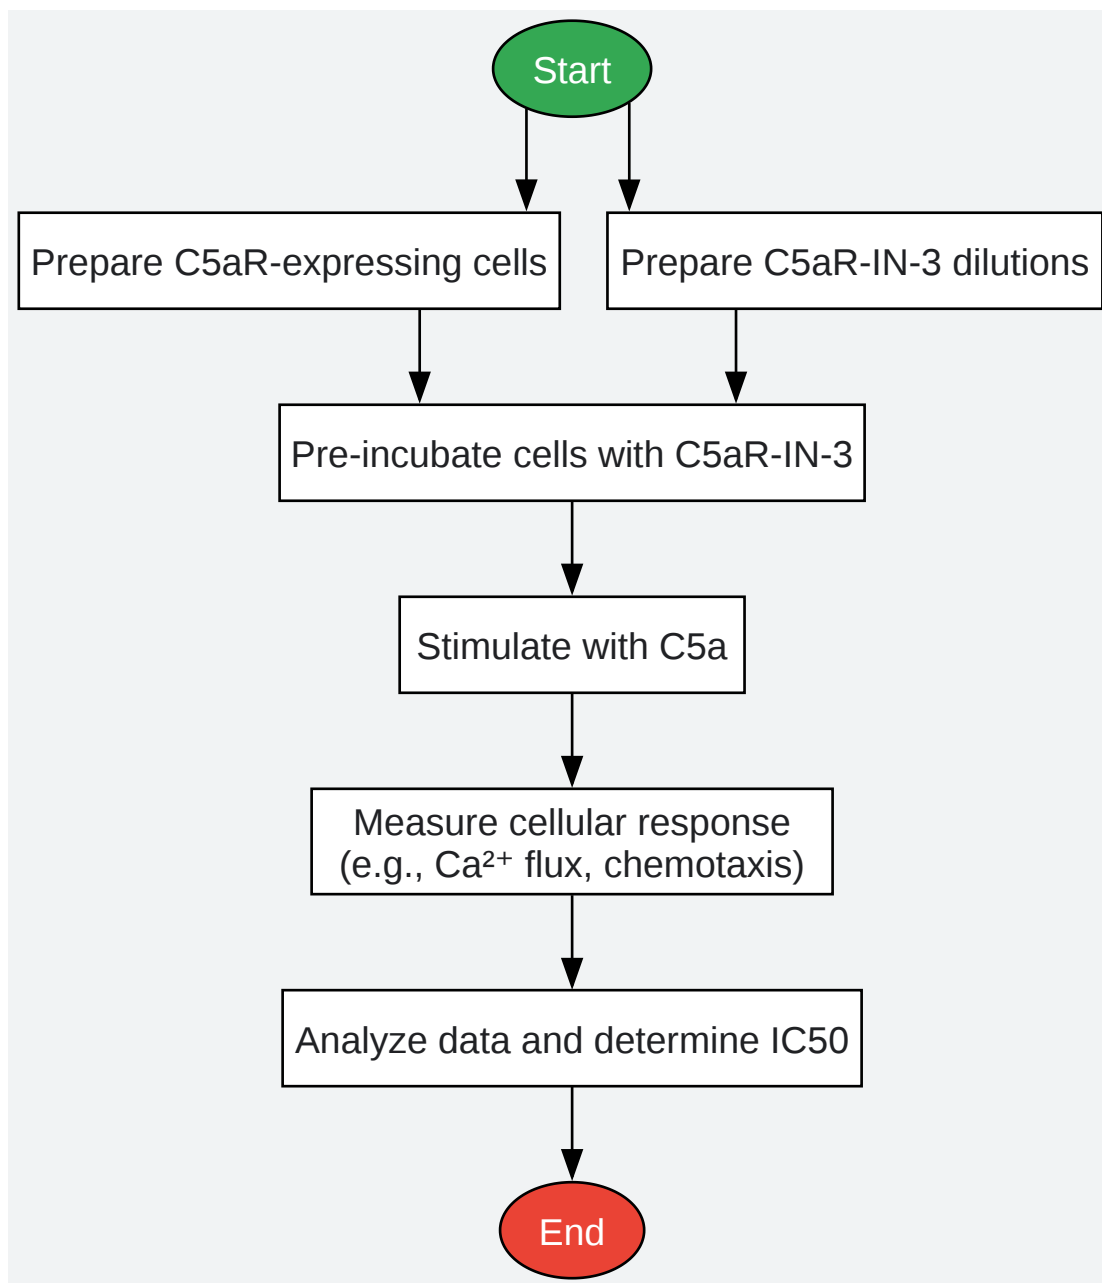 Start
Prepare C5aR-expressing cells
Prepare C5aR-IN-3 dilutions
Pre-incubate cells with C5aR-IN-3
Stimulate with C5a
Measure cellular response
(e.g., Ca²⁺ flux, chemotaxis)
Analyze data and determine IC50
End